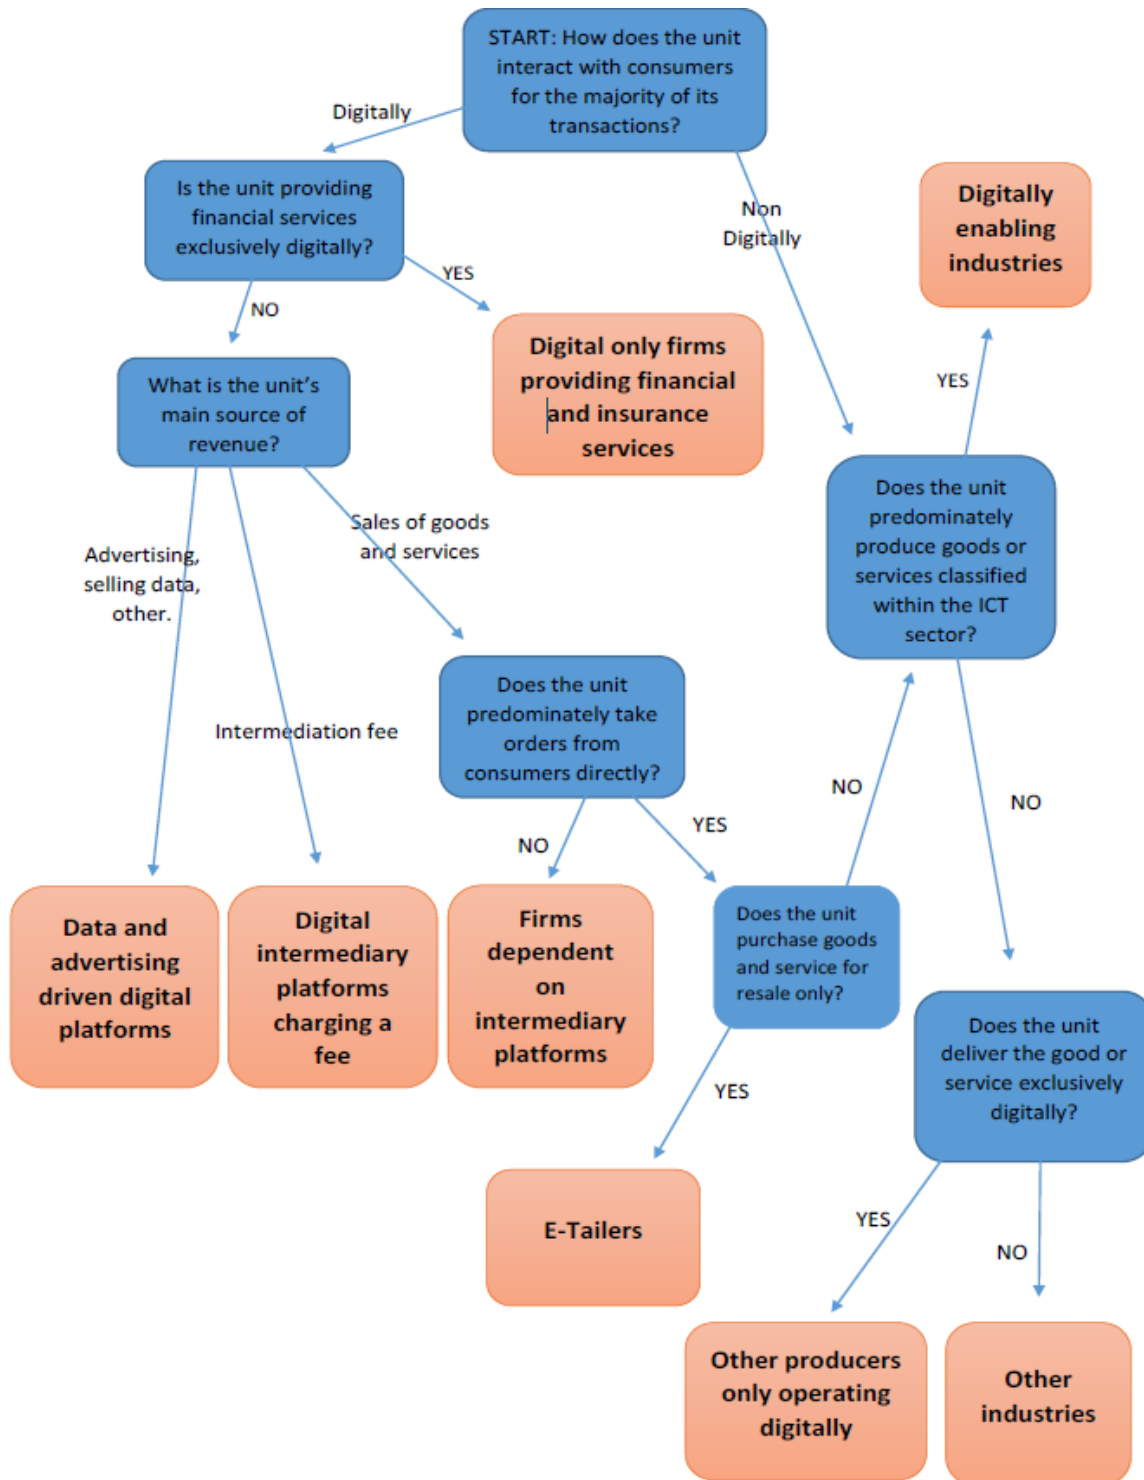 START: How does the unit
interact with consumers
for the majority of its
transactions?
Digitally
Non
Digitally
Is the unit providing
financial services
exclusively digitally?
YES
NO
Digitally
enabling
industries
Digital only firms
providing financial
and insurance
services
YES
What is the unit's
main source of
revenue?
Advertising,
selling data,
other.
Intermediation fee
Sales of goods
and services
Does the unit
predominately
produce goods or
services classified
within the ICT
sector?
Does the unit
predominately take
orders from
consumers directly?
NO
YES
NO
NO
Data and
advertising
driven digital
platforms
Digital
intermediary
platforms
charging a
fee
Firms
dependent
on
intermediary
platforms
Does the unit
purchase goods
and service for
resale only?
YES
Does the unit
deliver the good or
service exclusively
digitally?
E-Tailers
YES
NO
Other producers
only operating
digitally
Other
industries